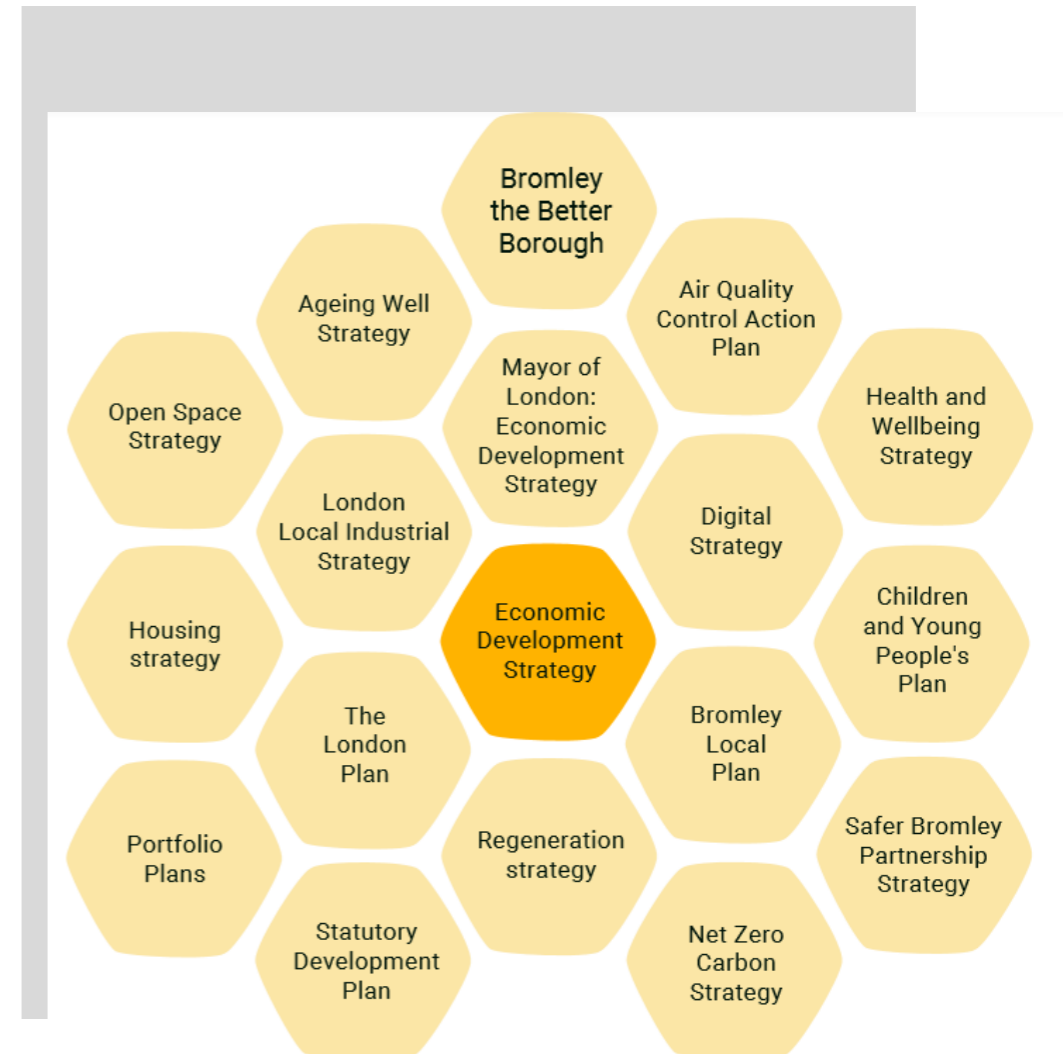 Bromley
the Better
Borough
Ageing Well
Strategy
Air Quality
Control Action
Plan
Open Space
Strategy
Mayor of
London:
Economic
Development
Strategy
Health and
Wellbeing
Strategy
London
Local Industrial
Strategy
Digital
Strategy
Housing
strategy
Economic
Development
Strategy
Children
and Young
People's
Plan
The
London
Plan
Bromley
Local
Plan
Portfolio
Plans
Regeneration
strategy
Safer Bromley
Partnership
Strategy
Statutory
Development
Plan
Net Zero
Carbon
Strategy